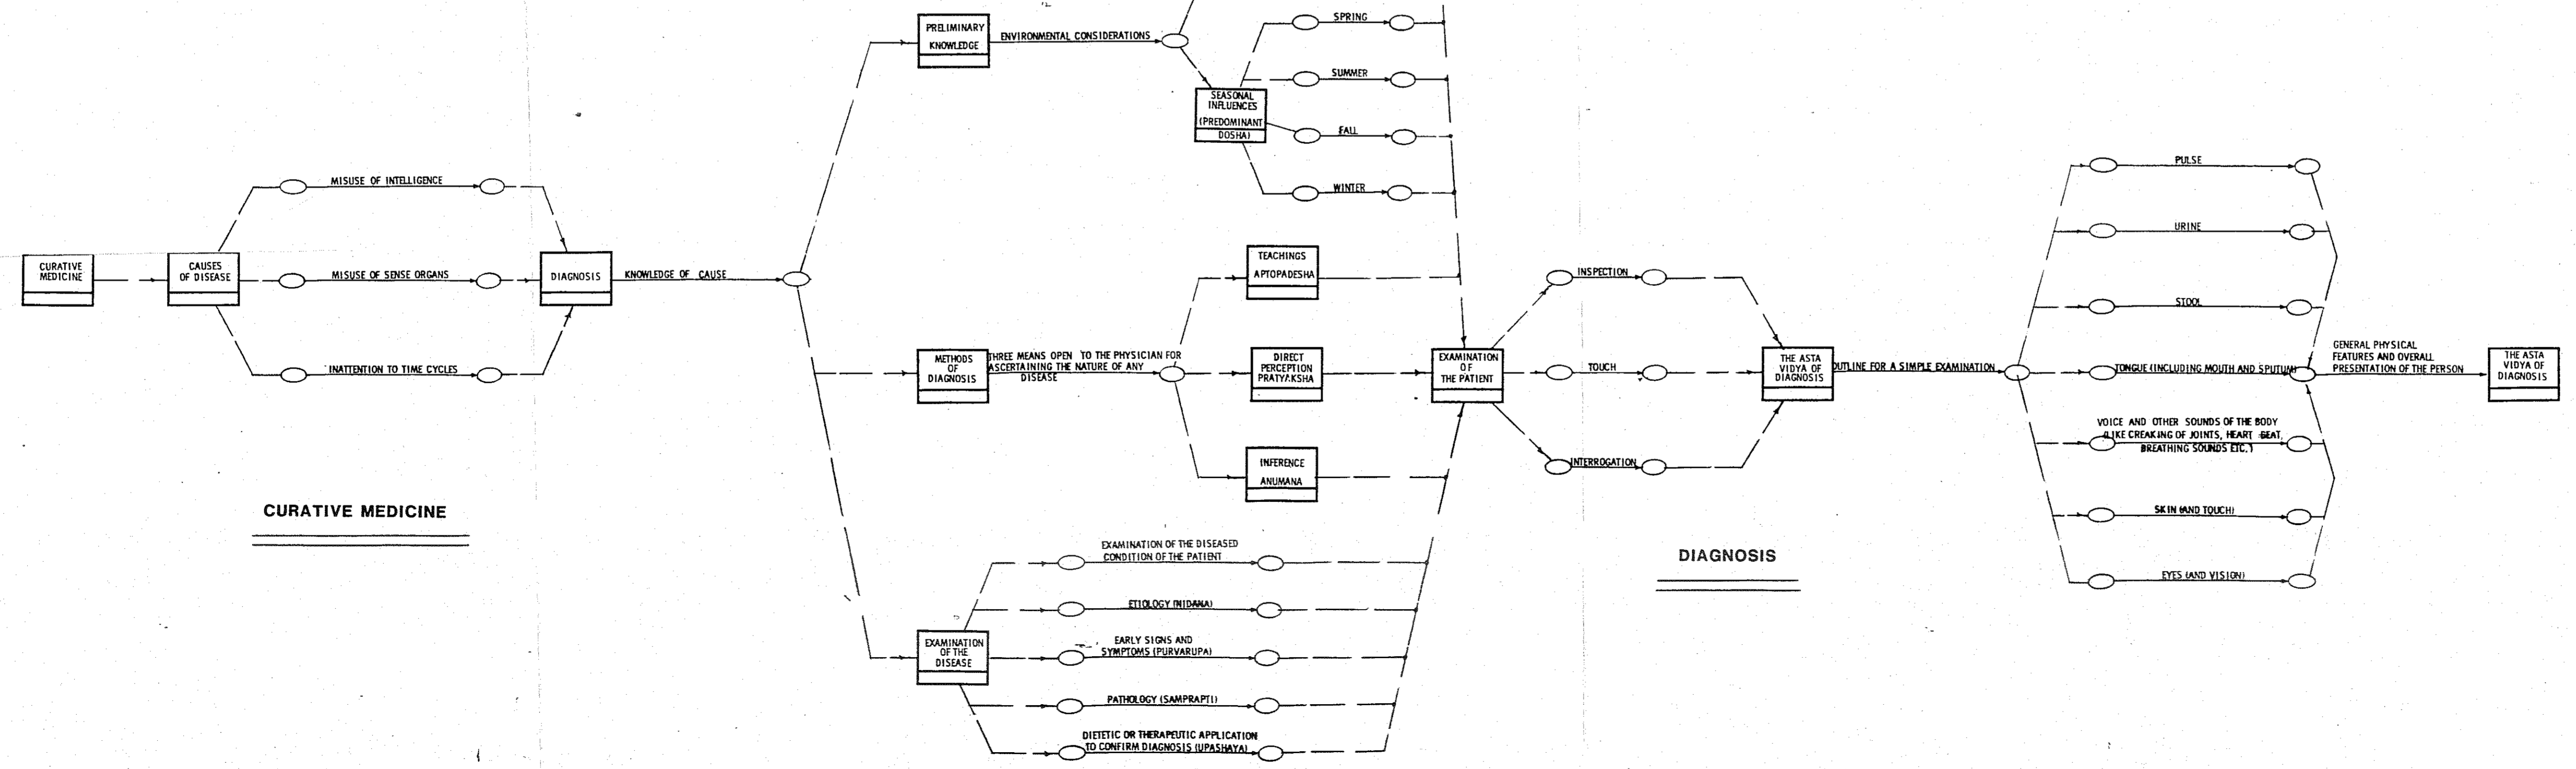 CURATIVE
MEDICINE
CAUSES
OF DISEASE
MISUSE OF INTELLIGENCE
MISUSE OF SENSE ORGANS
INATTENTION TO TIME CYCLES
DIAGNOSIS
KNOWLEDGE OF CAUSE
CURATIVE MEDICINE
PRELIMINARY
KNOWLEDGE
ENVIRONMENTAL CONSIDERATIONS
SEASONAL
INFLUENCES
(PREDOMINANT
DOSHA)
SPRING
SUMMER
FALL
WINTER
METHODS
OF
DIAGNOSIS
THREE MEANS OPEN TO THE PHYSICIAN FOR
ASCERTAINING THE NATURE OF ANY
DISEASE
TEACHINGS
APTOPADESHA
DIRECT
PERCEPTION
PRATYAKSHA
INFERENCE
ANUMANA
EXAMINATION
OF THE
DISEASE
EXAMINATION OF THE DISEASED
CONDITION OF THE PATIENT
ETIOLOGY (NIDANA)
EARLY SIGNS AND
SYMPTOMS (PURVARUPA)
PATHOLOGY (SAMPRAPTI)
DIETETIC OR THERAPEUTIC APPLICATION
TO CONFIRM DIAGNOSIS (UPASHAYA)
EXAMINATION
OF
THE PATIENT
INSPECTION
TOUCH
INTERROGATION
THE ASTA
VIDYA OF
DIAGNOSIS
OUTLINE FOR A SIMPLE EXAMINATION
DIAGNOSIS
PULSE
URINE
STOOL
TONGUE (INCLUDING MOUTH AND SPUTUM)
VOICE AND OTHER SOUNDS OF THE BODY
(LIKE CREAKING OF JOINTS, HEART BEAT,
BREATHING SOUNDS ETC.)
SKIN (AND TOUCH)
EYES (AND VISION)
GENERAL PHYSICAL
FEATURES AND OVERALL
PRESENTATION OF THE PERSON
THE ASTA
VIDYA OF
DIAGNOSIS